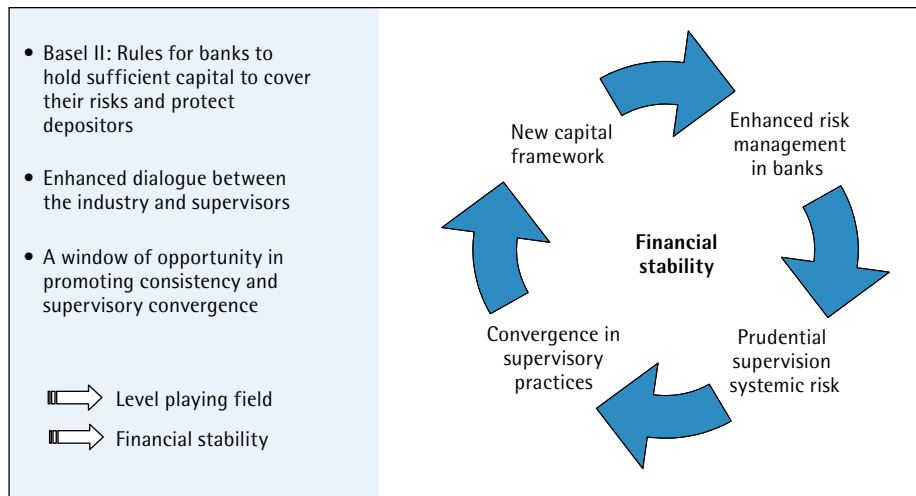 • Basel II: Rules for banks to
hold sufficient capital to cover
their risks and protect
depositors
• Enhanced dialogue between
the industry and supervisors
• A window of opportunity in
promoting consistency and
supervisory convergence
Level playing field
Financial stability
New capital
framework
Enhanced risk
management
in banks
Financial
stability
Convergence in
supervisory
practices
Prudential
supervision
systemic risk